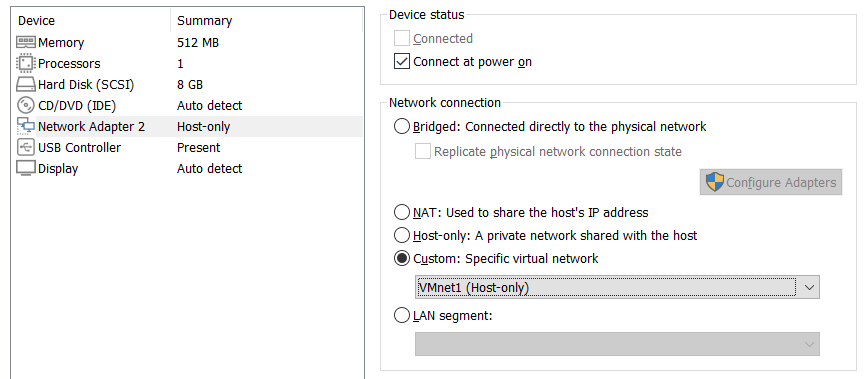 Device Summary
Memory 512 MB
Processors 1
Hard Disk (SCSI) 8 GB
CD/DVD (IDE) Auto detect
Network Adapter 2 Host-only
USB Controller Present
Display Auto detect
Device status
Connected
Connect at power on
Network connection
Bridged: Connected directly to the physical network
Replicate physical network connection state
Configure Adapters
NAT: Used to share the host's IP address
Host-only: A private network shared with the host
Custom: Specific virtual network
VMnet1 (Host-only)
LAN segment: